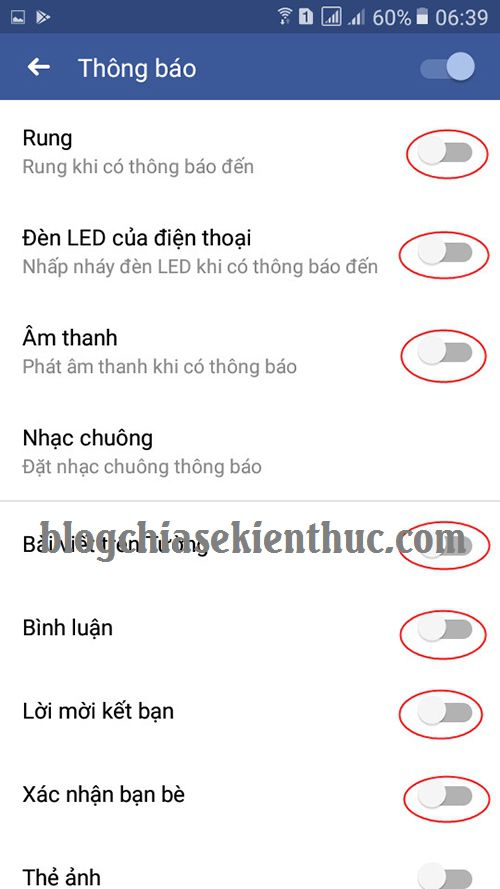 60% 06:39
Thông báo
Rung
Rung khi có thông báo đến
Đèn LED của điện thoại
Nhấp nháy đèn LED khi có thông báo đến
Âm thanh
Phát âm thanh khi có thông báo
Nhạc chuông
Đặt nhạc chuông thông báo
blogchiasekienthuc.com
Bài viết trên Tường
Bình luận
Lời mời kết bạn
Xác nhận bạn bè
Thẻ ảnh